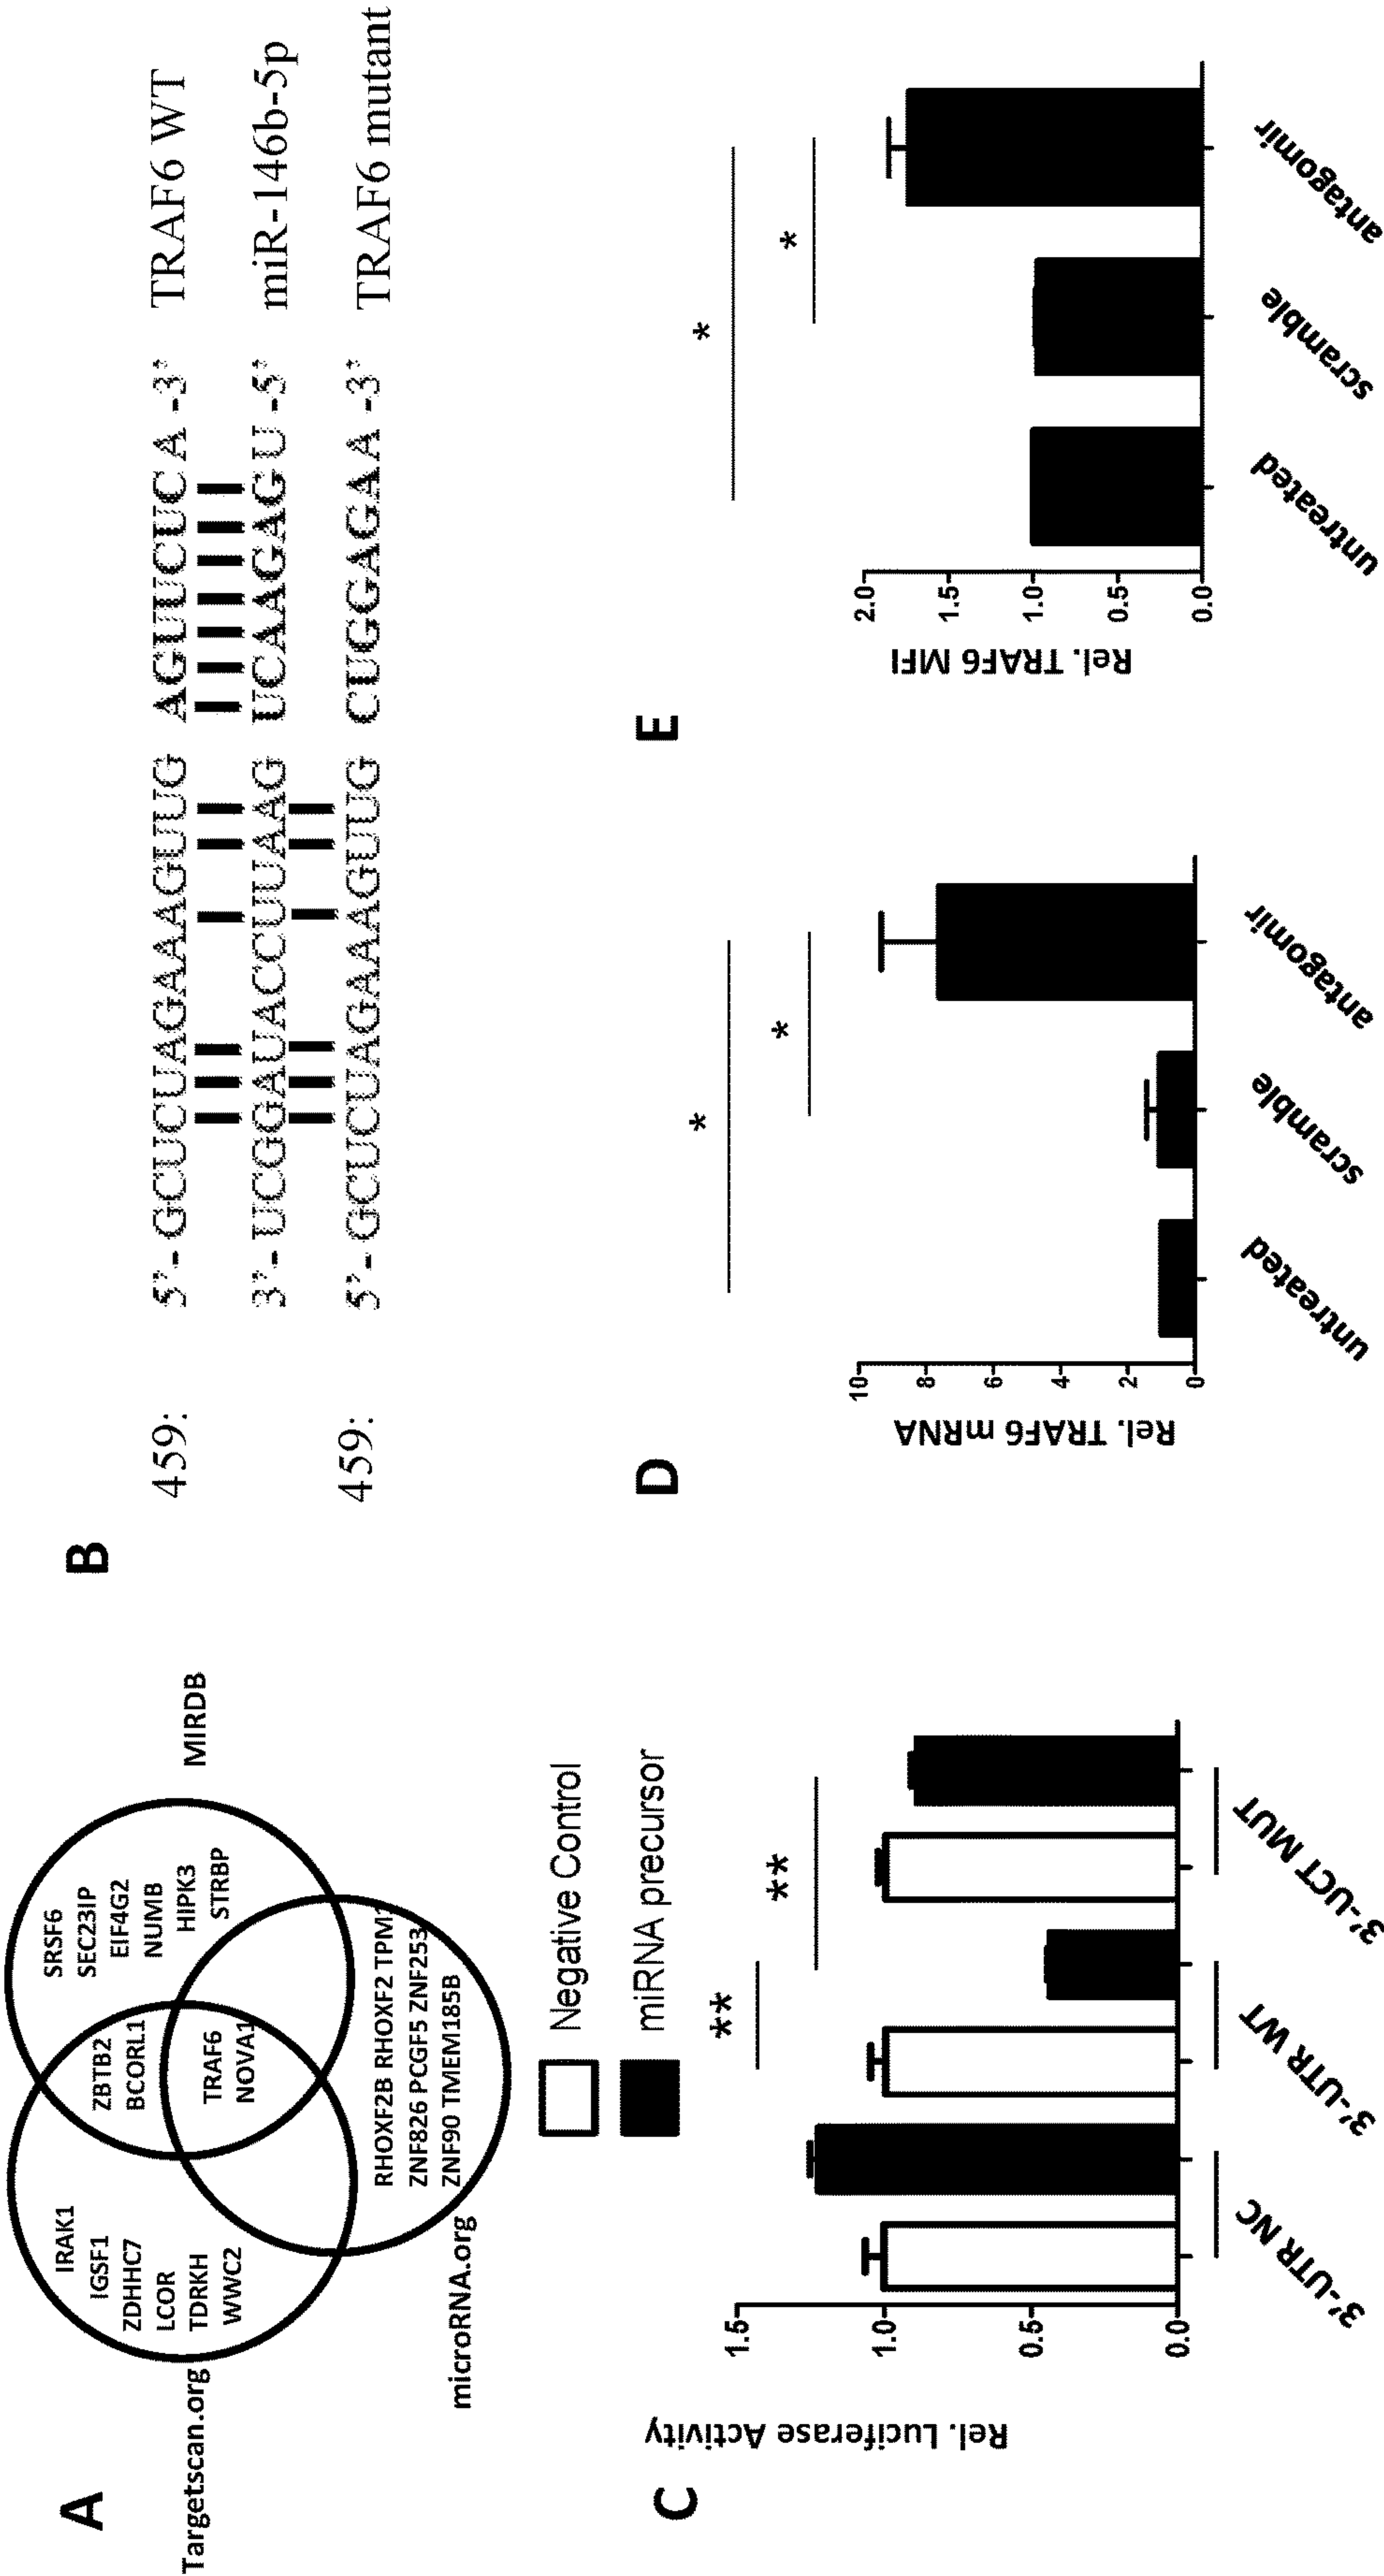 A
Targetscan.org
MIRDB
microRNA.org
IRAK1
IGSF1
ZDHHC7
LCOR
TDRKH
WWC2
ZBTB2
BCORL1
TRAF6
NOVA1
SRSF6
SEC23IP
EIF4G2
NUMB
HIPK3
STRBP
RHOXF2B RHOXF2 TPM1
ZNF826 PCGF5 ZNF253
ZNF90 TMEM185B
B
459: 5'- GCUCUAGAAAGUUG AGUUCUC A -3' TRAF6 WT
3'- UCGGAUACCUUAAG UCAAGAGU -5' miR-146b-5p
459: 5'- GCUCUAGAAAGUUG CUGGAGAA -3' TRAF6 mutant
C
Negative Control
miRNA precursor
Rel. Luciferase Activity
1.5
1.0
0.5
0.0
** **
3'-UTR NC
3'-UTR WT
3'-UCT MUT
D
Rel. TRAF6 mRNA
10
8
6
4
2
0
*
*
untreated
scramble
antagomir
E
Rel. TRAF6 MFI
2.0
1.5
1.0
0.5
0.0
*
*
untreated
scramble
antagomir